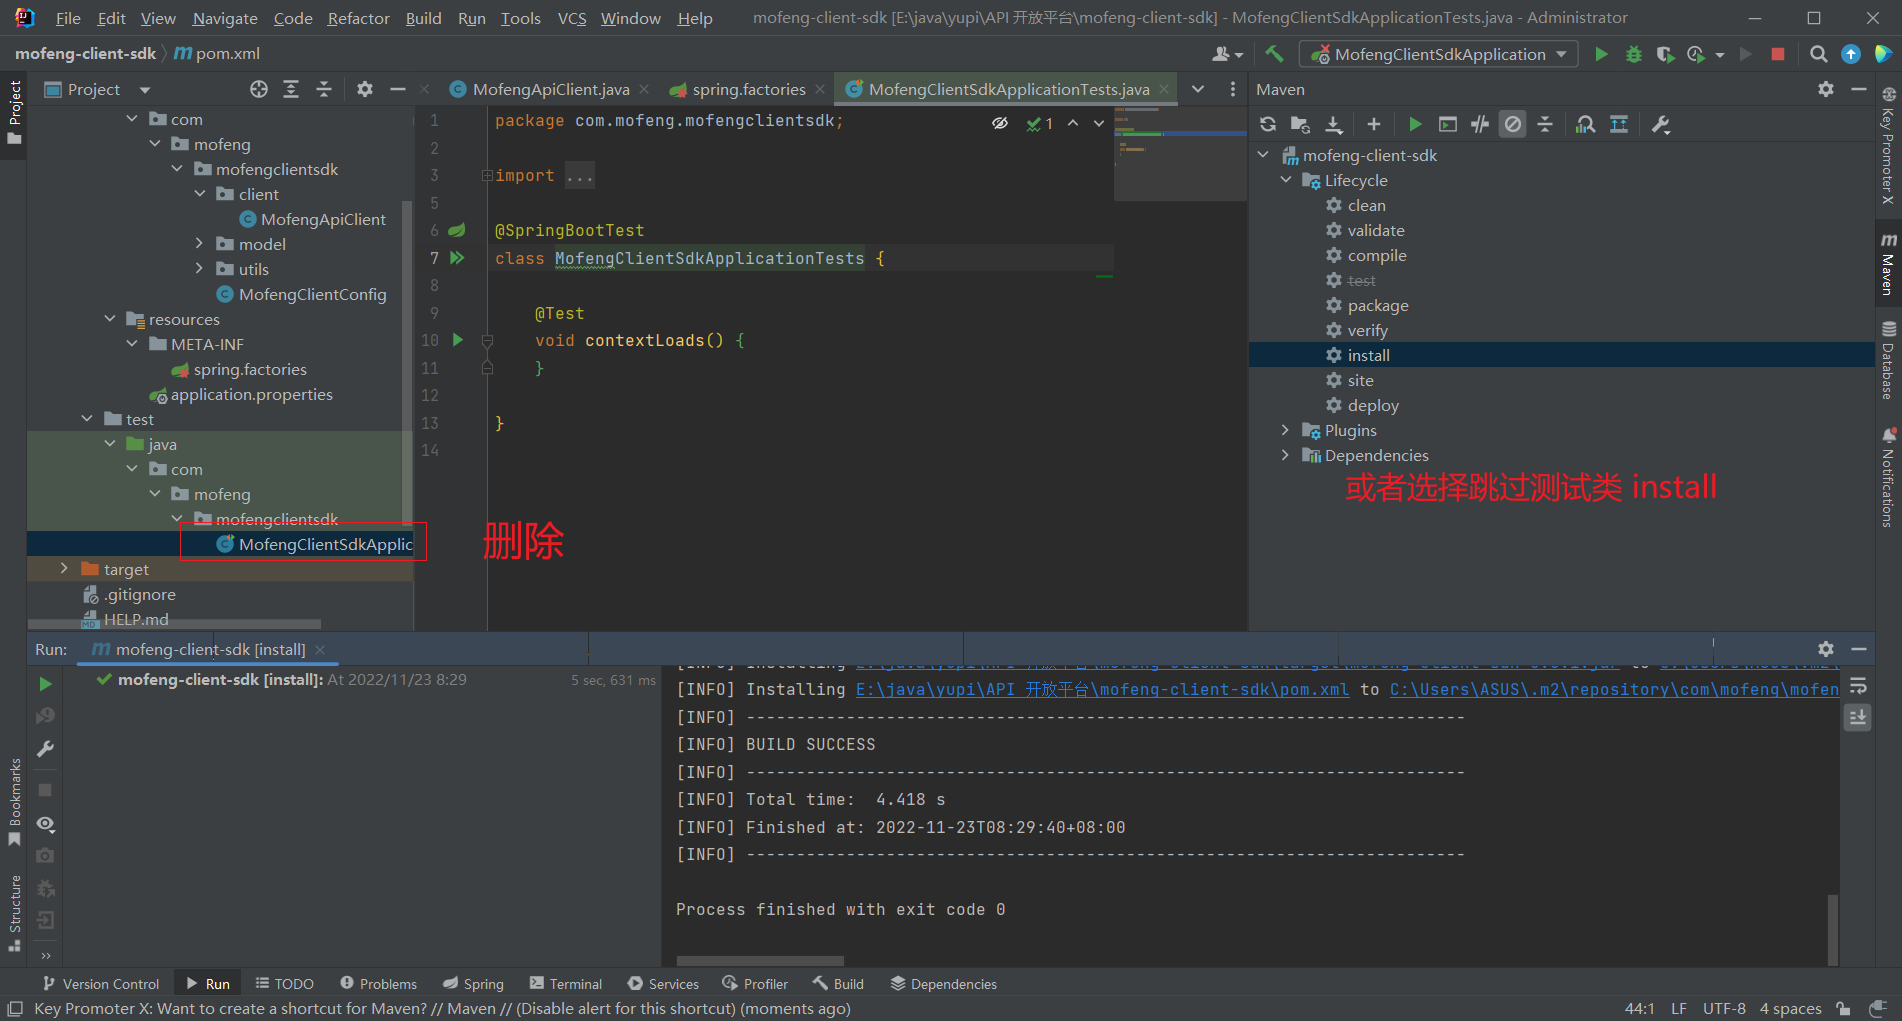 File Edit View Navigate Code Refactor Build Run Tools VCS Window Help mofeng-client-sdk [E:\java\yupi\API 开放平台\mofeng-client-sdk] - MofengClientSdkApplicationTests.java - Administrator
mofeng-client-sdk pom.xml
MofengClientSdkApplication
Project
MofengApiClient.java
spring.factories
MofengClientSdkApplicationTests.java
Maven
com
mofeng
mofengclientsdk
client
MofengApiClient
model
utils
MofengClientConfig
resources
META-INF
spring.factories
application.properties
test
java
com
mofeng
mofengclientsdk
MofengClientSdkApplic
target
.gitignore
HELP.md
删除
1 package com.mofeng.mofengclientsdk;
2
3 import ...
5
6 @SpringBootTest
7 class MofengClientSdkApplicationTests {
8
9 @Test
10 void contextLoads() {
11 }
12
13 }
14
1
mofeng-client-sdk
Lifecycle
clean
validate
compile
test
package
verify
install
site
deploy
Plugins
Dependencies
或者选择跳过测试类 install
Project
Bookmarks
Structure
Key Promoter X
Maven
Database
Notifications
Run: mofeng-client-sdk [install]
mofeng-client-sdk [install]: At 2022/11/23 8:29 5 sec, 631 ms
[INFO] Installing E:\java\yupi\API 开放平台\mofeng-client-sdk\pom.xml to C:\Users\ASUS\.m2\repository\com\mofeng\mofen
[INFO] ------------------------------------------------------------------------
[INFO] BUILD SUCCESS
[INFO] ------------------------------------------------------------------------
[INFO] Total time:  4.418 s
[INFO] Finished at: 2022-11-23T08:29:40+08:00
[INFO] ------------------------------------------------------------------------
Process finished with exit code 0
Version Control Run TODO Problems Spring Terminal Services Profiler Build Dependencies
Key Promoter X: Want to create a shortcut for Maven? // Maven // (Disable alert for this shortcut) (moments ago) 44:1 LF UTF-8 4 spaces